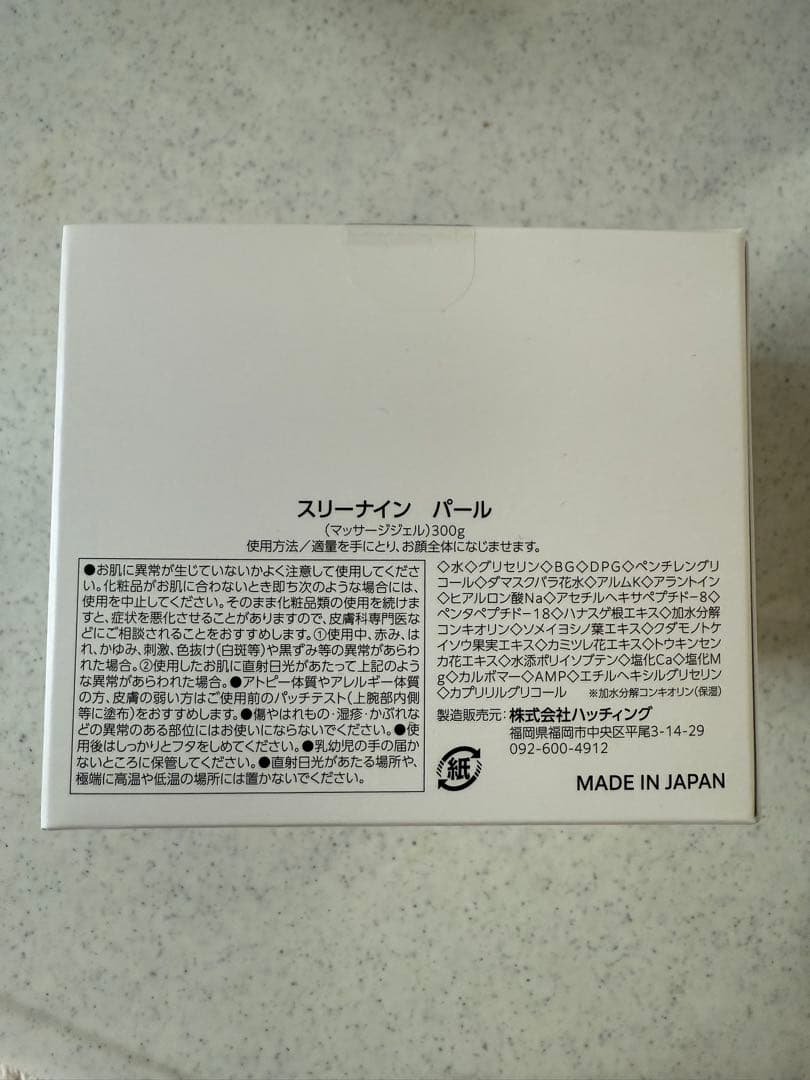 スリーナイン パール
(マッサージジェル)300g
使用方法/適量を手にとり、お顔全体になじませます。
●お肌に異常が生じていないかよく注意して使用してくださ
い。化粧品がお肌に合わないとき即ち次のような場合には、
使用を中止してください。そのまま化粧品類の使用を続けま
すと、症状を悪化させることがありますので、皮膚科専門医な
どにご相談されることをおすすめします。①使用中、赤み、は
れ、かゆみ、刺激、色抜け(白斑等)や黒ずみ等の異常があらわ
れた場合。②使用したお肌に直射日光があたって上記のよう
な異常があらわれた場合。●アトピー体質やアレルギー体質
の方、皮膚の弱い方はご使用前のパッチテスト(上腕部内側
等に塗布)をおすすめします。●傷やはれもの・湿疹・かぶれな
どの異常のある部位にはお使いにならないでください。●使
用後はしっかりとフタをしめてください。●乳幼児の手の届か
ないところに保管してください。●直射日光があたる場所や、
極端に高温や低温の場所には置かないでください。
◇水◇グリセリン◇BG◇DPG◇ペンチレングリ
コール◇ダマスクバラ花水◇アルムK◇アラントイン
◇ヒアルロン酸Na◇アセチルヘキサペプチド-8◇
ペンタペプチド-18◇ハナスゲ根エキス◇加水分解
コンキオリン◇ソメイヨシノ葉エキス◇クダモノトケ
イソウ果実エキス◇カミツレ花エキス◇トウキンセン
カ花エキス◇水添ポリイソブテン◇塩化Ca◇塩化M
g◇カルボマー◇AMP◇エチルヘキシルグリセリン
◇カプリリルグリコール ※加水分解コンキオリン(保湿)
製造販売元:株式会社ハッチィング
福岡県福岡市中央区平尾3-14-29
092-600-4912
紙
MADE IN JAPAN